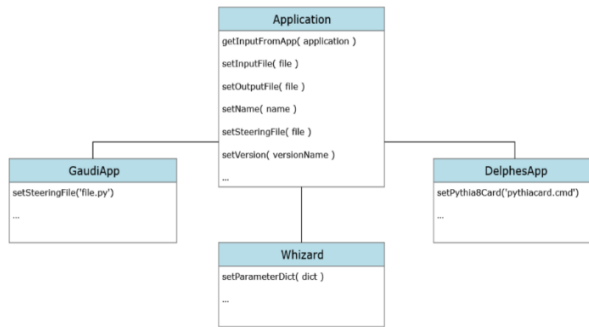 Application
getInputFromApp( application )
setInputFile( file )
setOutputFile( file )
setName( name )
setSteeringFile( file )
setVersion( versionName )
...
GaudiApp
setSteeringFile('file.py')
...
DelphesApp
setPythia8Card('pythiacard.cmd')
...
Whizard
setParameterDict( dict )
...